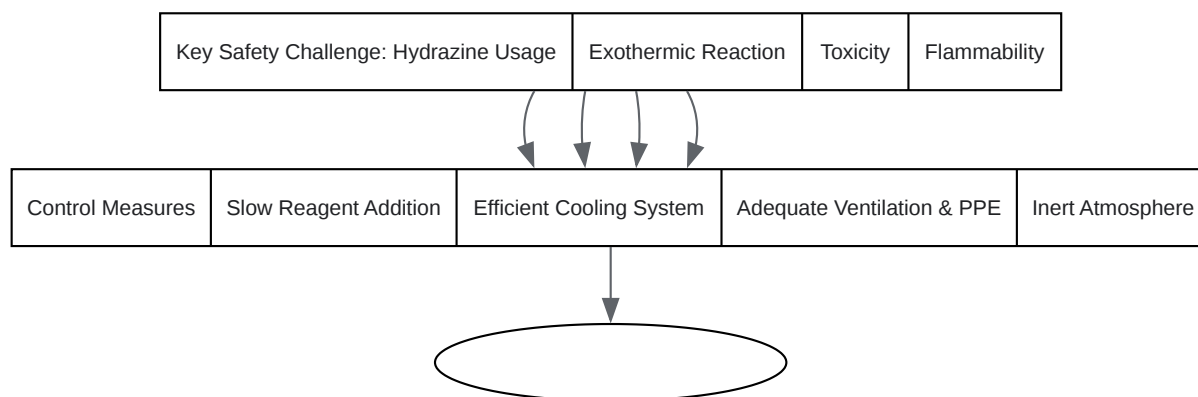 Key Safety Challenge: Hydrazine Usage
Exothermic Reaction
Toxicity
Flammability
Control Measures
Slow Reagent Addition
Efficient Cooling System
Adequate Ventilation & PPE
Inert Atmosphere